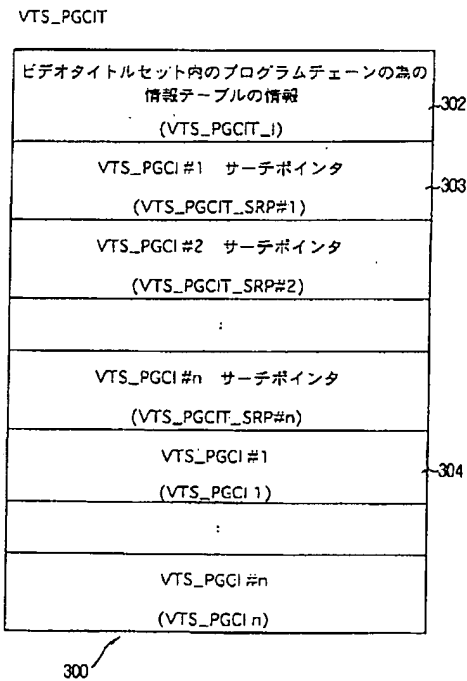 VTS_PGCIT
ビデオタイトルセット内のプログラムチェーンの為の
情報テーブルの情報
(VTS_PGCIT_I)
302
VTS_PGCI #1 サーチポインタ
303
(VTS_PGCIT_SRP#1)
VTS_PGCI #2 サーチポインタ
(VTS_PGCIT_SRP#2)
:
VTS_PGCI #n サーチポインタ
(VTS_PGCIT_SRP#n)
VTS_PGCI #1
304
(VTS_PGCI 1)
:
VTS_PGCI #n
(VTS_PGCI n)
300